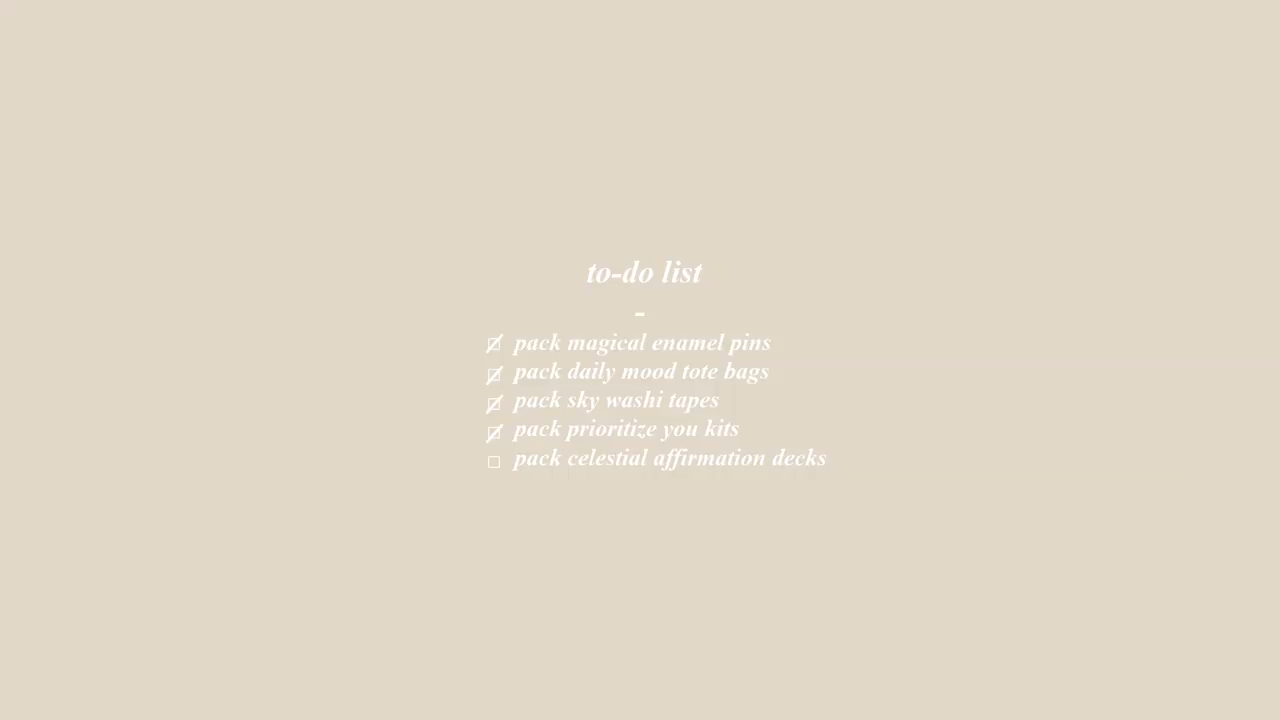 to-do list
-
☑ pack magical enamel pins
☑ pack daily mood tote bags
☑ pack sky washi tapes
☑ pack prioritize you kits
☐ pack celestial affirmation decks